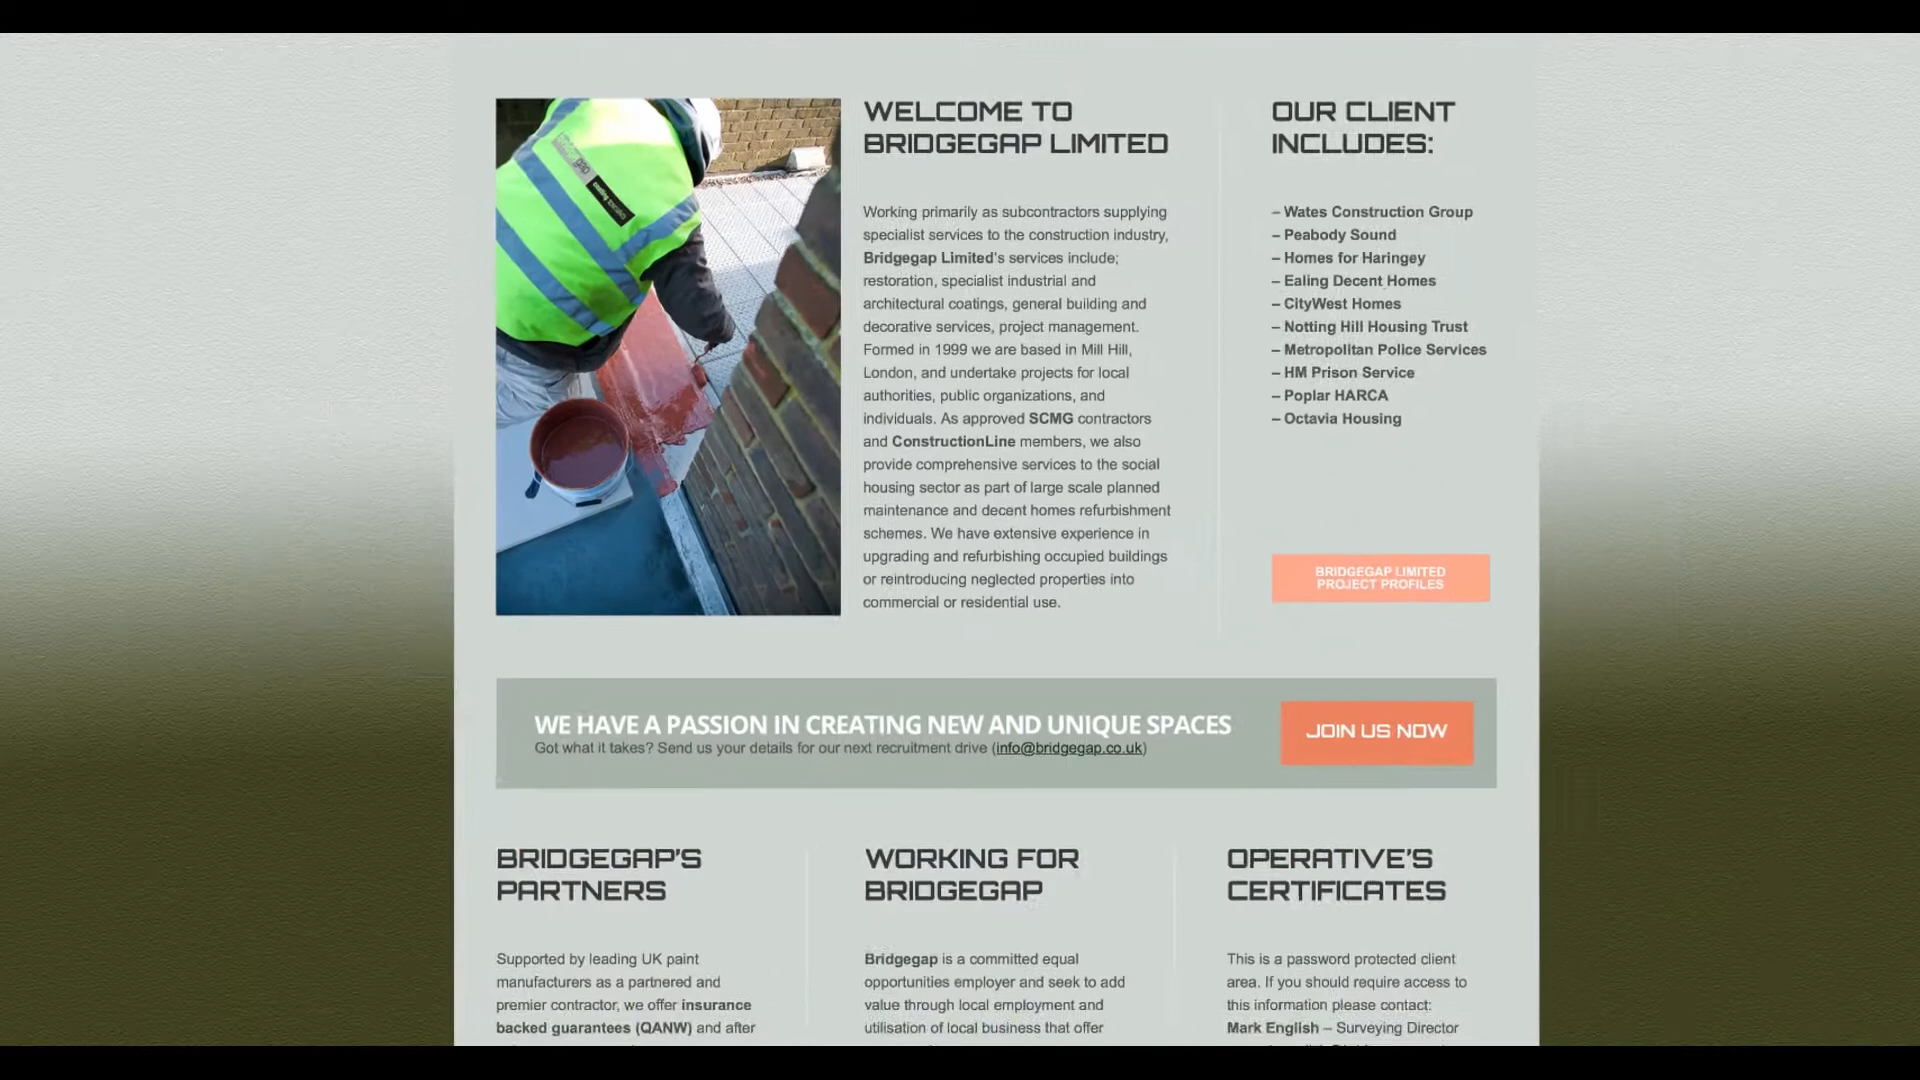 WELCOME TO
BRIDGEGAP LIMITED
Working primarily as subcontractors supplying
specialist services to the construction industry,
Bridgegap Limited's services include;
restoration, specialist industrial and
architectural coatings, general building and
decorative services, project management.
Formed in 1999 we are based in Mill Hill,
London, and undertake projects for local
authorities, public organizations, and
individuals. As approved SCMG contractors
and ConstructionLine members, we also
provide comprehensive services to the social
housing sector as part of large scale planned
maintenance and decent homes refurbishment
schemes. We have extensive experience in
upgrading and refurbishing occupied buildings
or reintroducing neglected properties into
commercial or residential use.
OUR CLIENT
INCLUDES:
– Wates Construction Group
– Peabody Sound
– Homes for Haringey
– Ealing Decent Homes
– CityWest Homes
– Notting Hill Housing Trust
– Metropolitan Police Services
– HM Prison Service
– Poplar HARCA
– Octavia Housing
BRIDGEGAP LIMITED
PROJECT PROFILES
WE HAVE A PASSION IN CREATING NEW AND UNIQUE SPACES
Got what it takes? Send us your details for our next recruitment drive (info@bridgegap.co.uk)
JOIN US NOW
BRIDGEGAP'S
PARTNERS
Supported by leading UK paint
manufacturers as a partnered and
premier contractor, we offer insurance
backed guarantees (QANW) and after
WORKING FOR
BRIDGEGAP
Bridgegap is a committed equal
opportunities employer and seek to add
value through local employment and
utilisation of local business that offer
OPERATIVE'S
CERTIFICATES
This is a password protected client
area. If you should require access to
this information please contact:
Mark English – Surveying Director